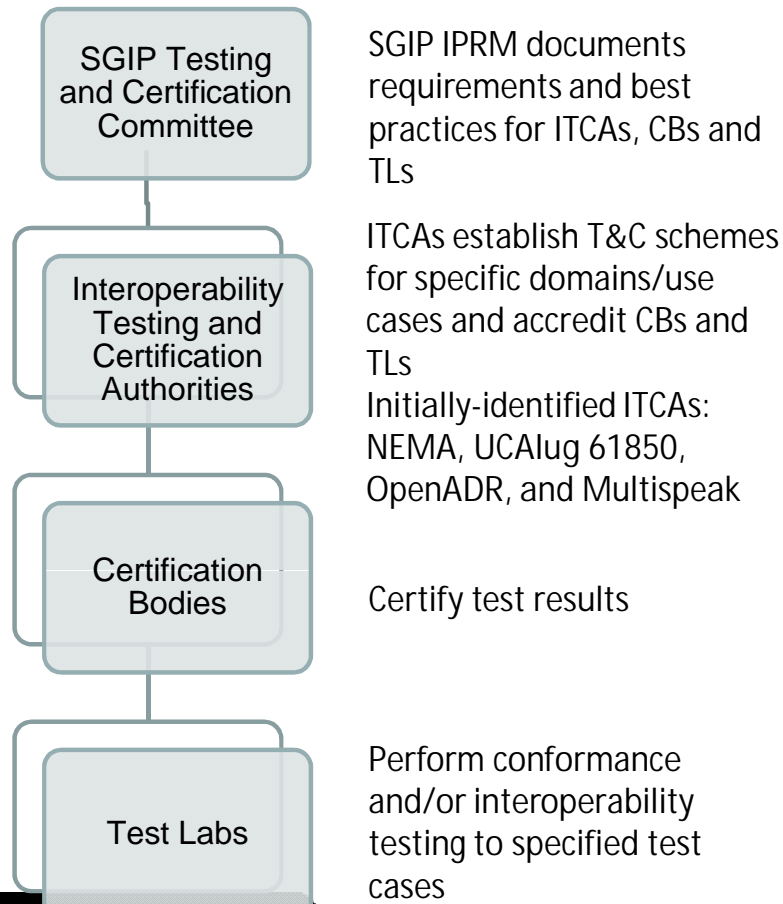 SGIP Testing
and Certification
Committee
SGIP IPRM documents
requirements and best
practices for ITCAs, CBs and
TLs
Interoperability
Testing and
Certification
Authorities
ITCAs establish T&C schemes
for specific domains/use
cases and accredit CBs and
TLs
Initially-identified ITCAs:
NEMA, UCAIug 61850,
OpenADR, and Multispeak
Certification
Bodies
Certify test results
Test Labs
Perform conformance
and/or interoperability
testing to specified test
cases